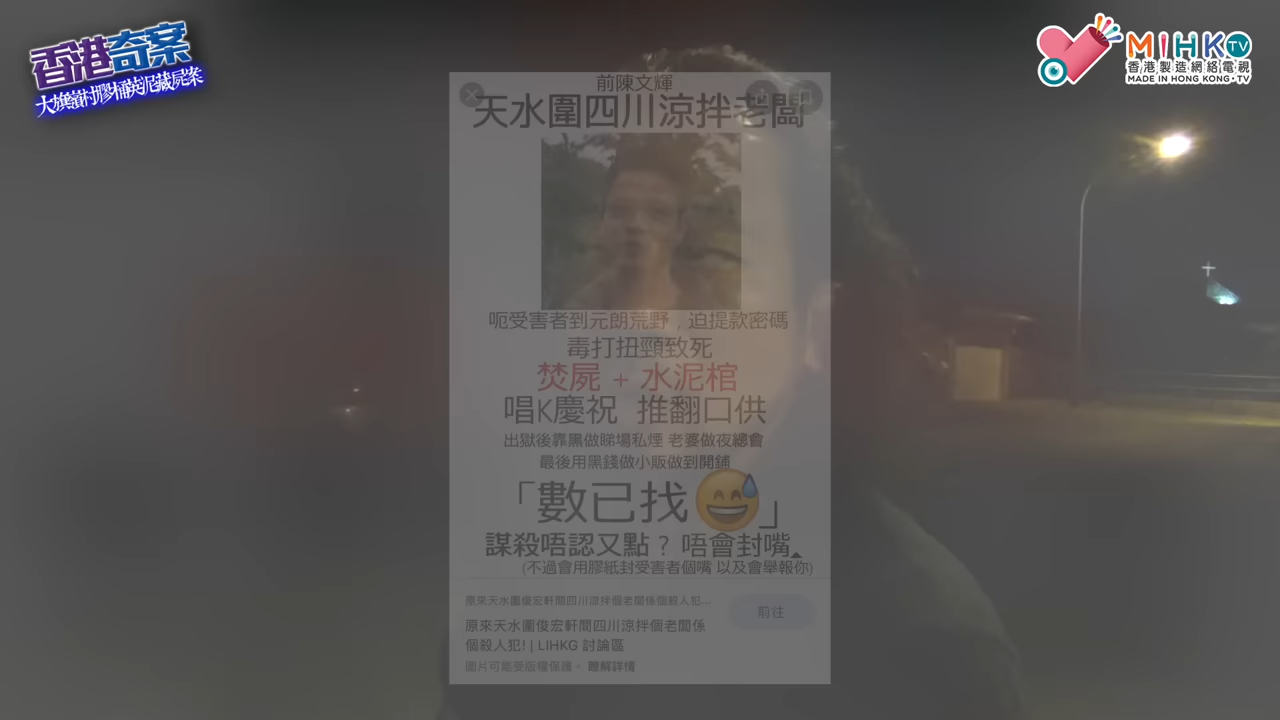 香港奇案
大旗嶺村膠桶英泥藏屍案
MIHK TV
香港製造網絡電視
MADE IN HONG KONG • TV
前陳文輝
天水圍四川涼拌老闆
呃受害者到元朗荒野，迫提款密碼
毒打扭頸致死
焚屍 + 水泥棺
唱K慶祝 推翻口供
出獄後靠黑做睇場私煙 老婆做夜總會
最後用黑錢做小販做到開鋪
「數已找😅」
謀殺唔認又點？唔會封嘴
(不過會用膠紙封受害者個嘴 以及會舉報你)
原來天水圍俊宏軒間四川涼拌個老闆係個殺人犯...
前往
原來天水圍俊宏軒間四川涼拌個老闆係
個殺人犯! | LIHKG 討論區
圖片可能受版權保護。 瞭解詳情